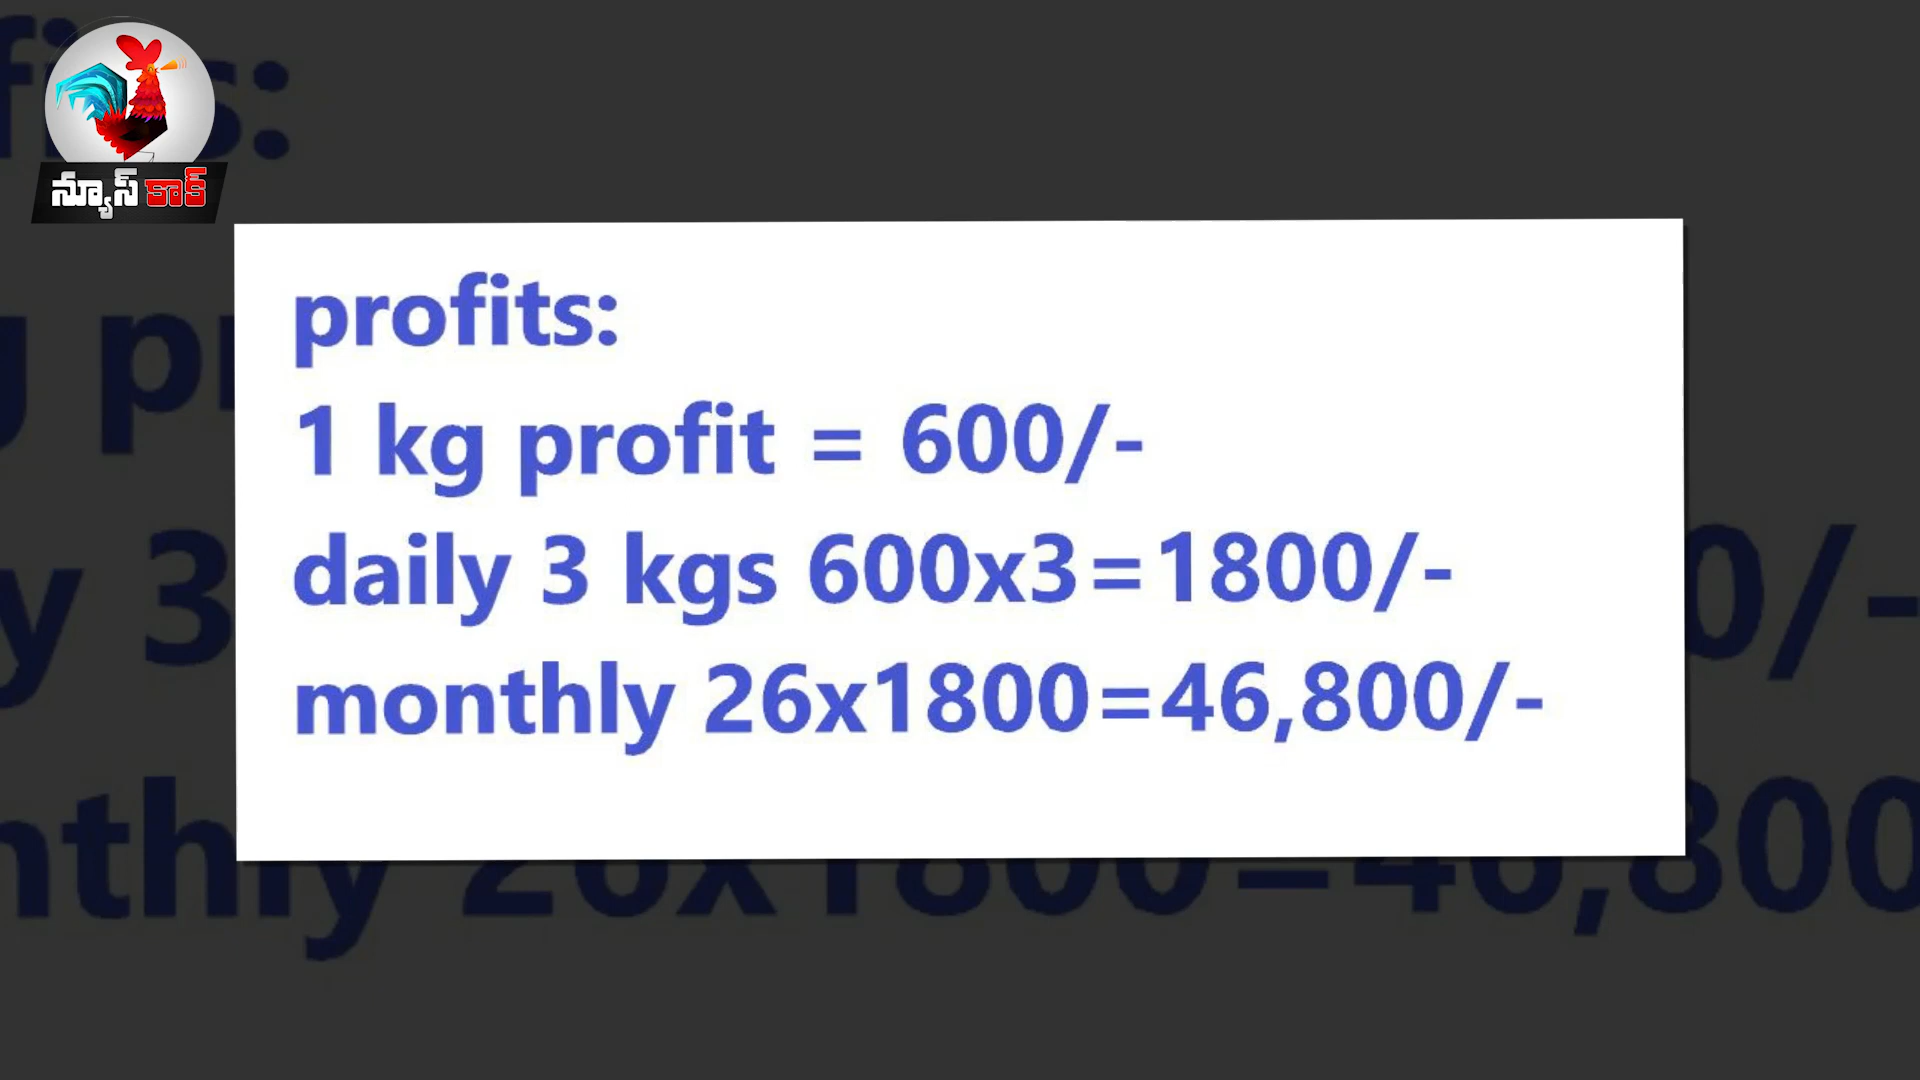 న్యూస్ కాక్
profits:
1 kg profit = 600/-
daily 3 kgs 600x3=1800/-
monthly 26x1800=46,800/-